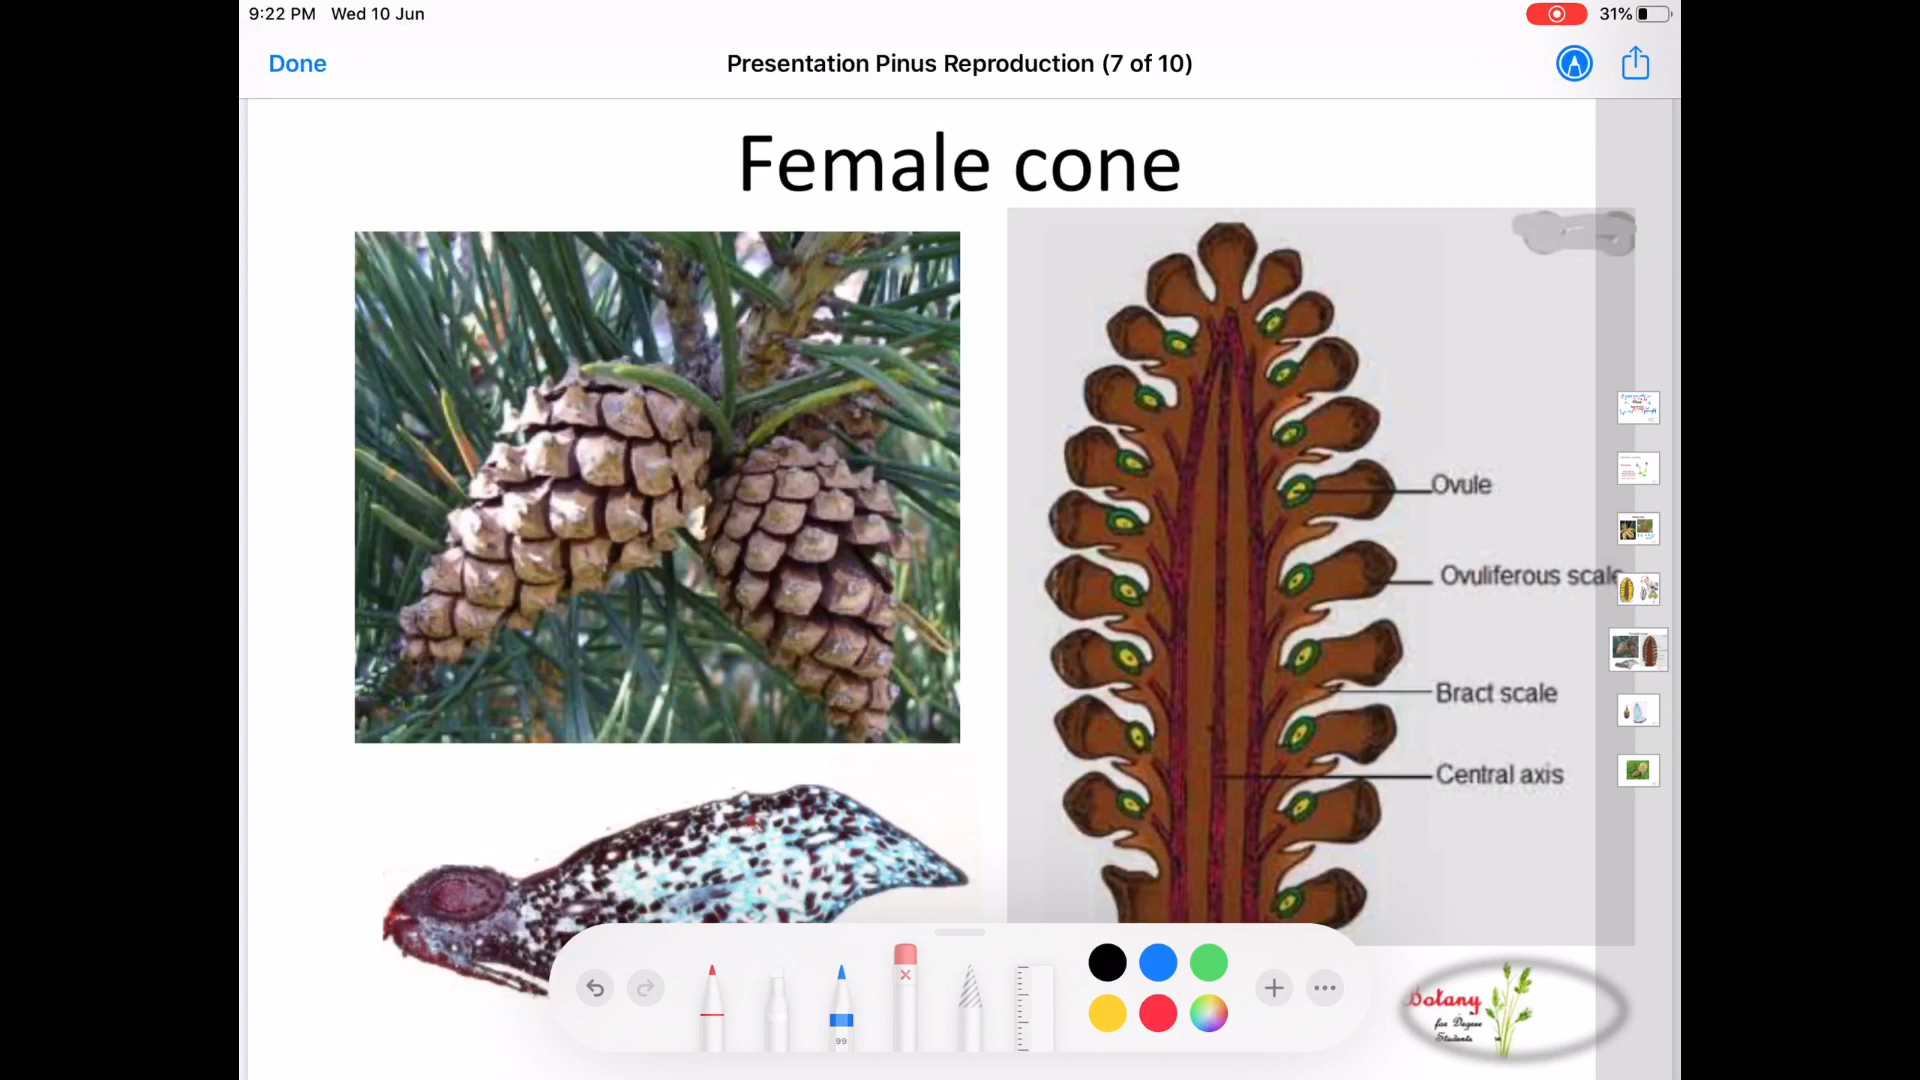 9:22 PM Wed 10 Jun
31%
Done
Presentation Pinus Reproduction (7 of 10)
Female cone
Ovule
Ovuliferous scale
Bract scale
Central axis
99
Botany
for Degree
Students